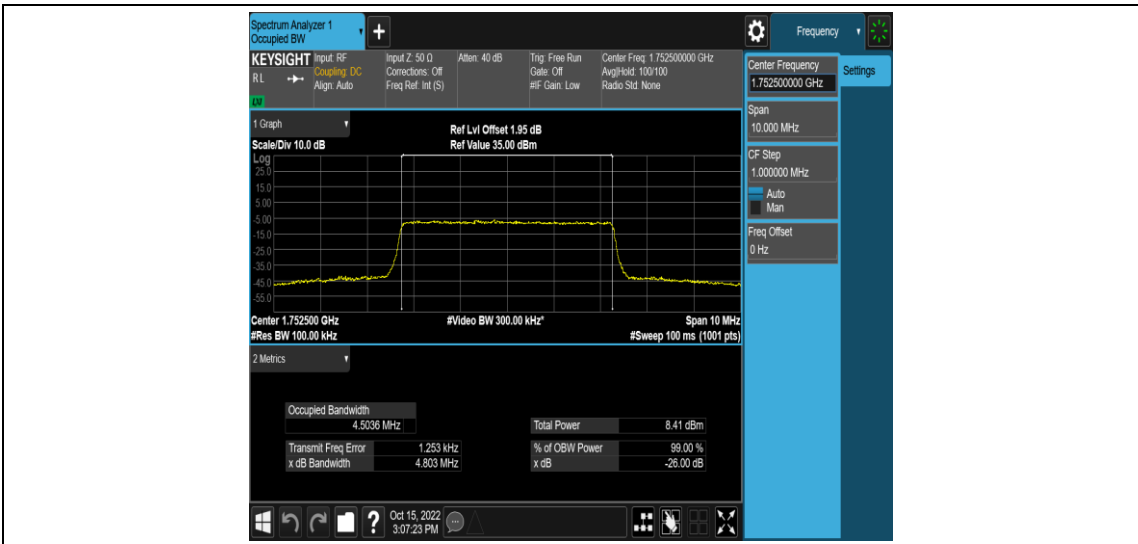 Spectrum Analyzer 1
Occupied BW
+
Frequency
KEYSIGHT
RL
LXI
Input: RF
Coupling: DC
Align: Auto
Input Z: 50 Ω
Corrections: Off
Freq Ref: Int (S)
Atten: 40 dB
Trig: Free Run
Gate: Off
#IF Gain: Low
Center Freq: 1.752500000 GHz
Avg|Hold: 100/100
Radio Std: None
Center Frequency
1.752500000 GHz
Settings
Span
10.000 MHz
CF Step
1.000000 MHz
Auto
Man
Freq Offset
0 Hz
1 Graph
Ref Lvl Offset 1.95 dB
Scale/Div 10.0 dB
Ref Value 35.00 dBm
Log
25.0
15.0
5.00
-5.00
-15.0
-25.0
-35.0
-45.0
-55.0
Center 1.752500 GHz
#Video BW 300.00 kHz*
Span 10 MHz
#Res BW 100.00 kHz
#Sweep 100 ms (1001 pts)
2 Metrics
Occupied Bandwidth
4.5036 MHz
Total Power 8.41 dBm
Transmit Freq Error 1.253 kHz
% of OBW Power 99.00 %
x dB Bandwidth 4.803 MHz
x dB -26.00 dB
?
Oct 15, 2022
3:07:23 PM